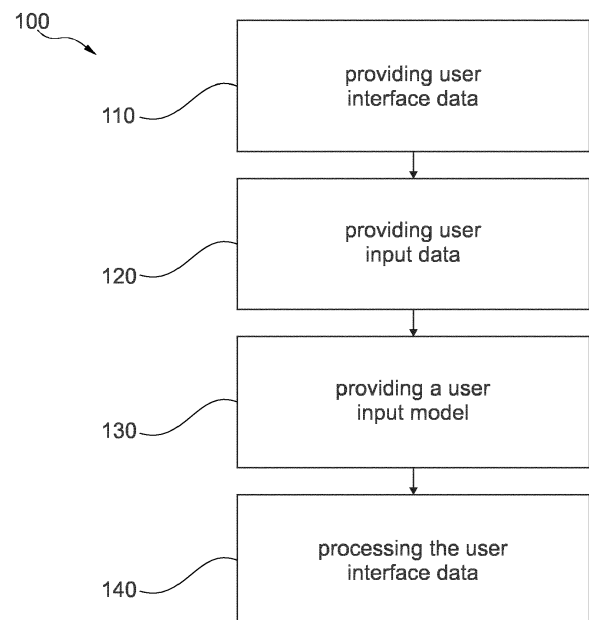 100
110
providing user
interface data
120
providing user
input data
130
providing a user
input model
140
processing the user
interface data